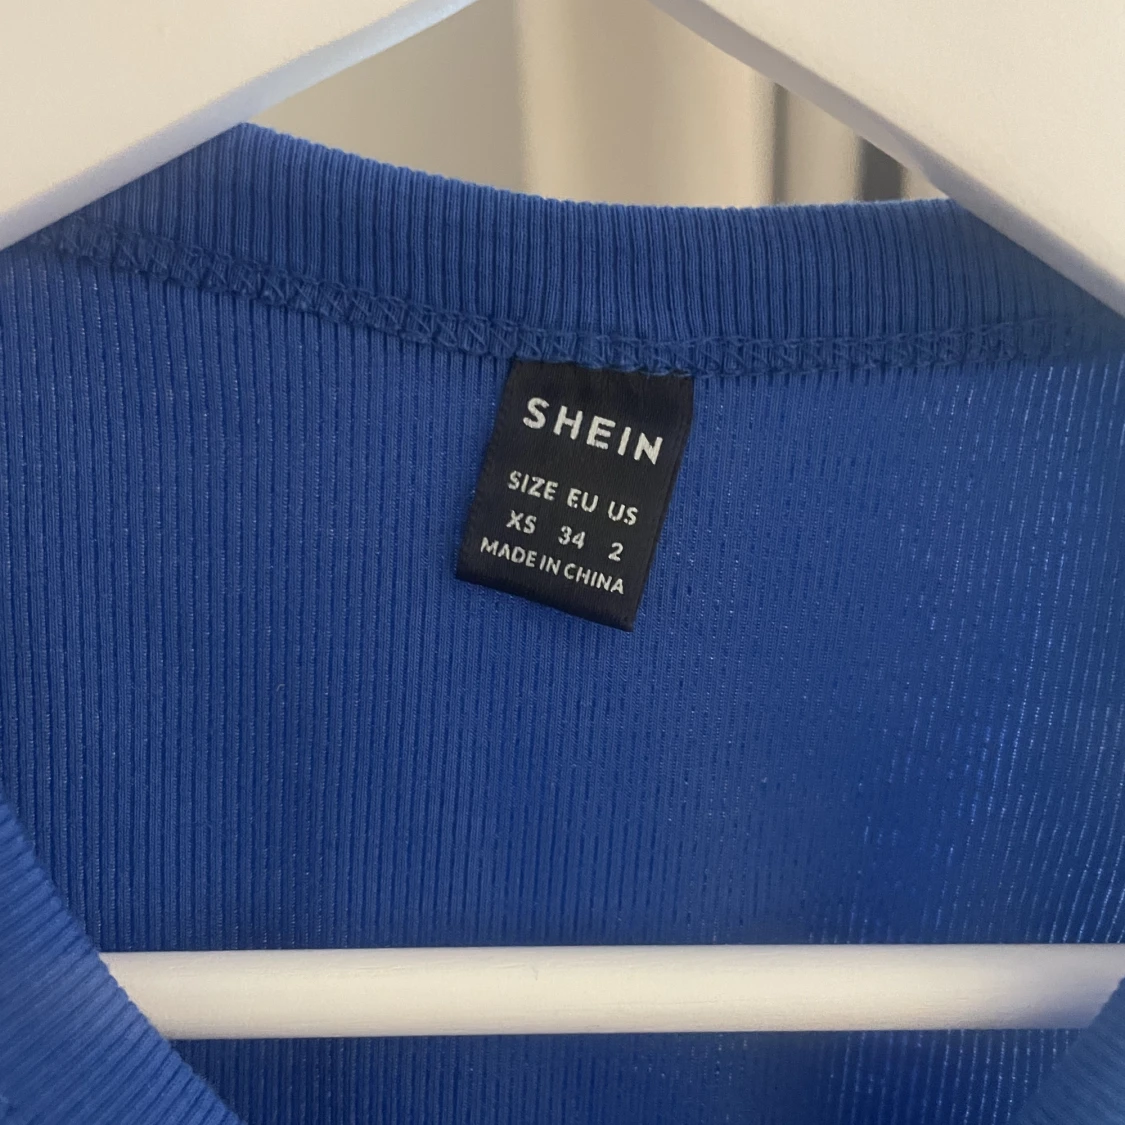 SHEIN
SIZE EU US
XS 34 2
MADE IN CHINA